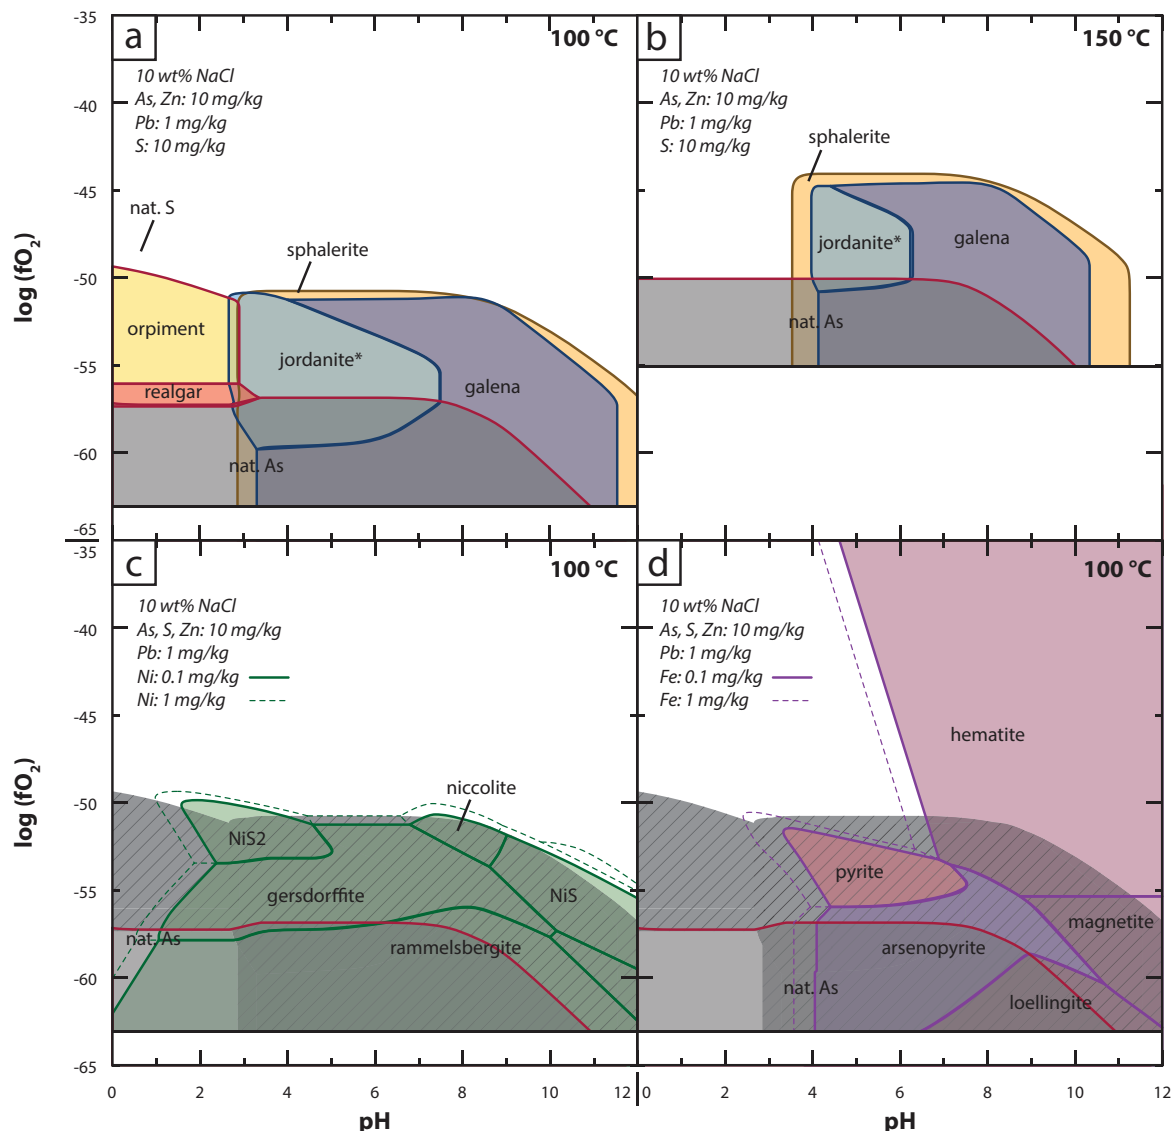 a
100 °C
10 wt% NaCl
As, Zn: 10 mg/kg
Pb: 1 mg/kg
S: 10 mg/kg
nat. S
sphalerite
orpiment
jordanite*
realgar
galena
nat. As
-35
-40
-45
-50
-55
-60
-65
log (fO2)
b
150 °C
10 wt% NaCl
As, Zn: 10 mg/kg
Pb: 1 mg/kg
S: 10 mg/kg
sphalerite
jordanite*
galena
nat. As
c
100 °C
10 wt% NaCl
As, S, Zn: 10 mg/kg
Pb: 1 mg/kg
Ni: 0.1 mg/kg
Ni: 1 mg/kg
niccolite
NiS2
gersdorffite
NiS
nat. As
rammelsbergite
-35
-40
-45
-50
-55
-60
-65
log (fO2)
0 2 4 6 8 10 12
pH
d
100 °C
10 wt% NaCl
As, S, Zn: 10 mg/kg
Pb: 1 mg/kg
Fe: 0.1 mg/kg
Fe: 1 mg/kg
hematite
pyrite
magnetite
arsenopyrite
nat. As
loellingite
0 2 4 6 8 10 12
pH